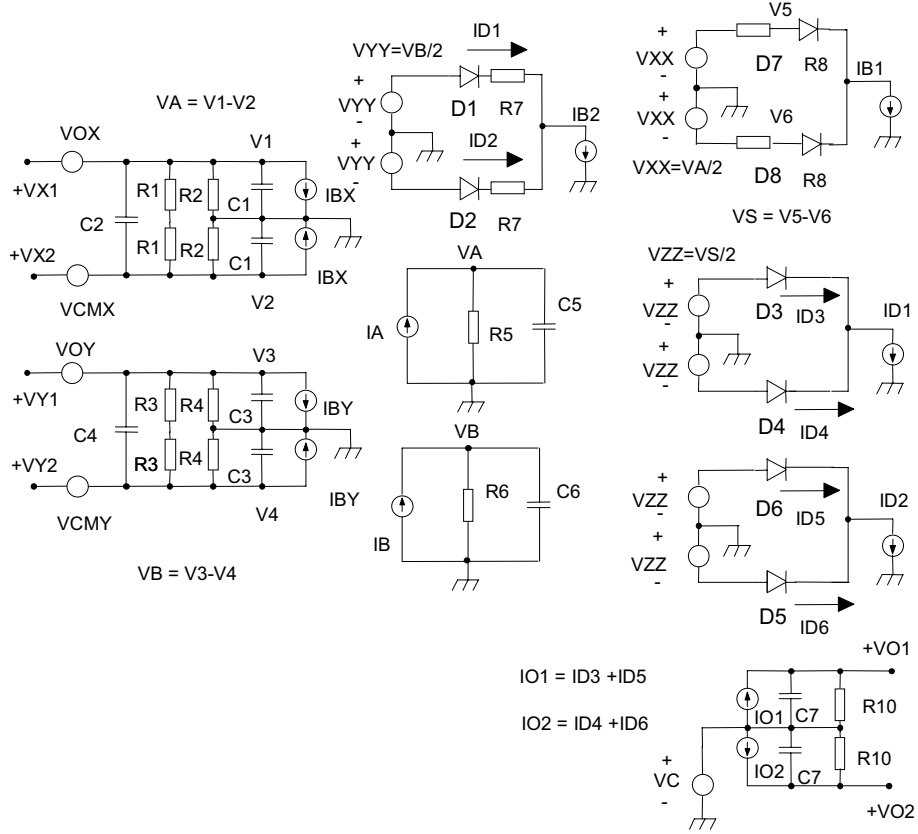 VA = V1-V2
VOX
+VX1
V1
R1
R2
C1
IBX
C2
R1
R2
C1
+VX2
VCMX
V2
IBX
VOY
+VY1
V3
R3
R4
C3
IBY
C4
R3
R4
C3
+VY2
VCMY
V4
IBY
VB = V3-V4
VYY=VB/2
ID1
+
VYY
-
D1
R7
IB2
+
VYY
-
ID2
D2
R7
VA
IA
R5
C5
VB
IB
R6
C6
V5
+
VXX
-
D7
R8
IB1
+
VXX
-
V6
VXX=VA/2
D8
R8
VS = V5-V6
VZZ=VS/2
+
VZZ
-
D3
ID3
ID1
+
VZZ
-
D4
ID4
+
VZZ
-
D6
ID5
ID2
+
VZZ
-
D5
ID6
+VO1
IO1 = ID3 +ID5
IO1
C7
R10
IO2 = ID4 +ID6
+
VC
-
IO2
C7
R10
+VO2